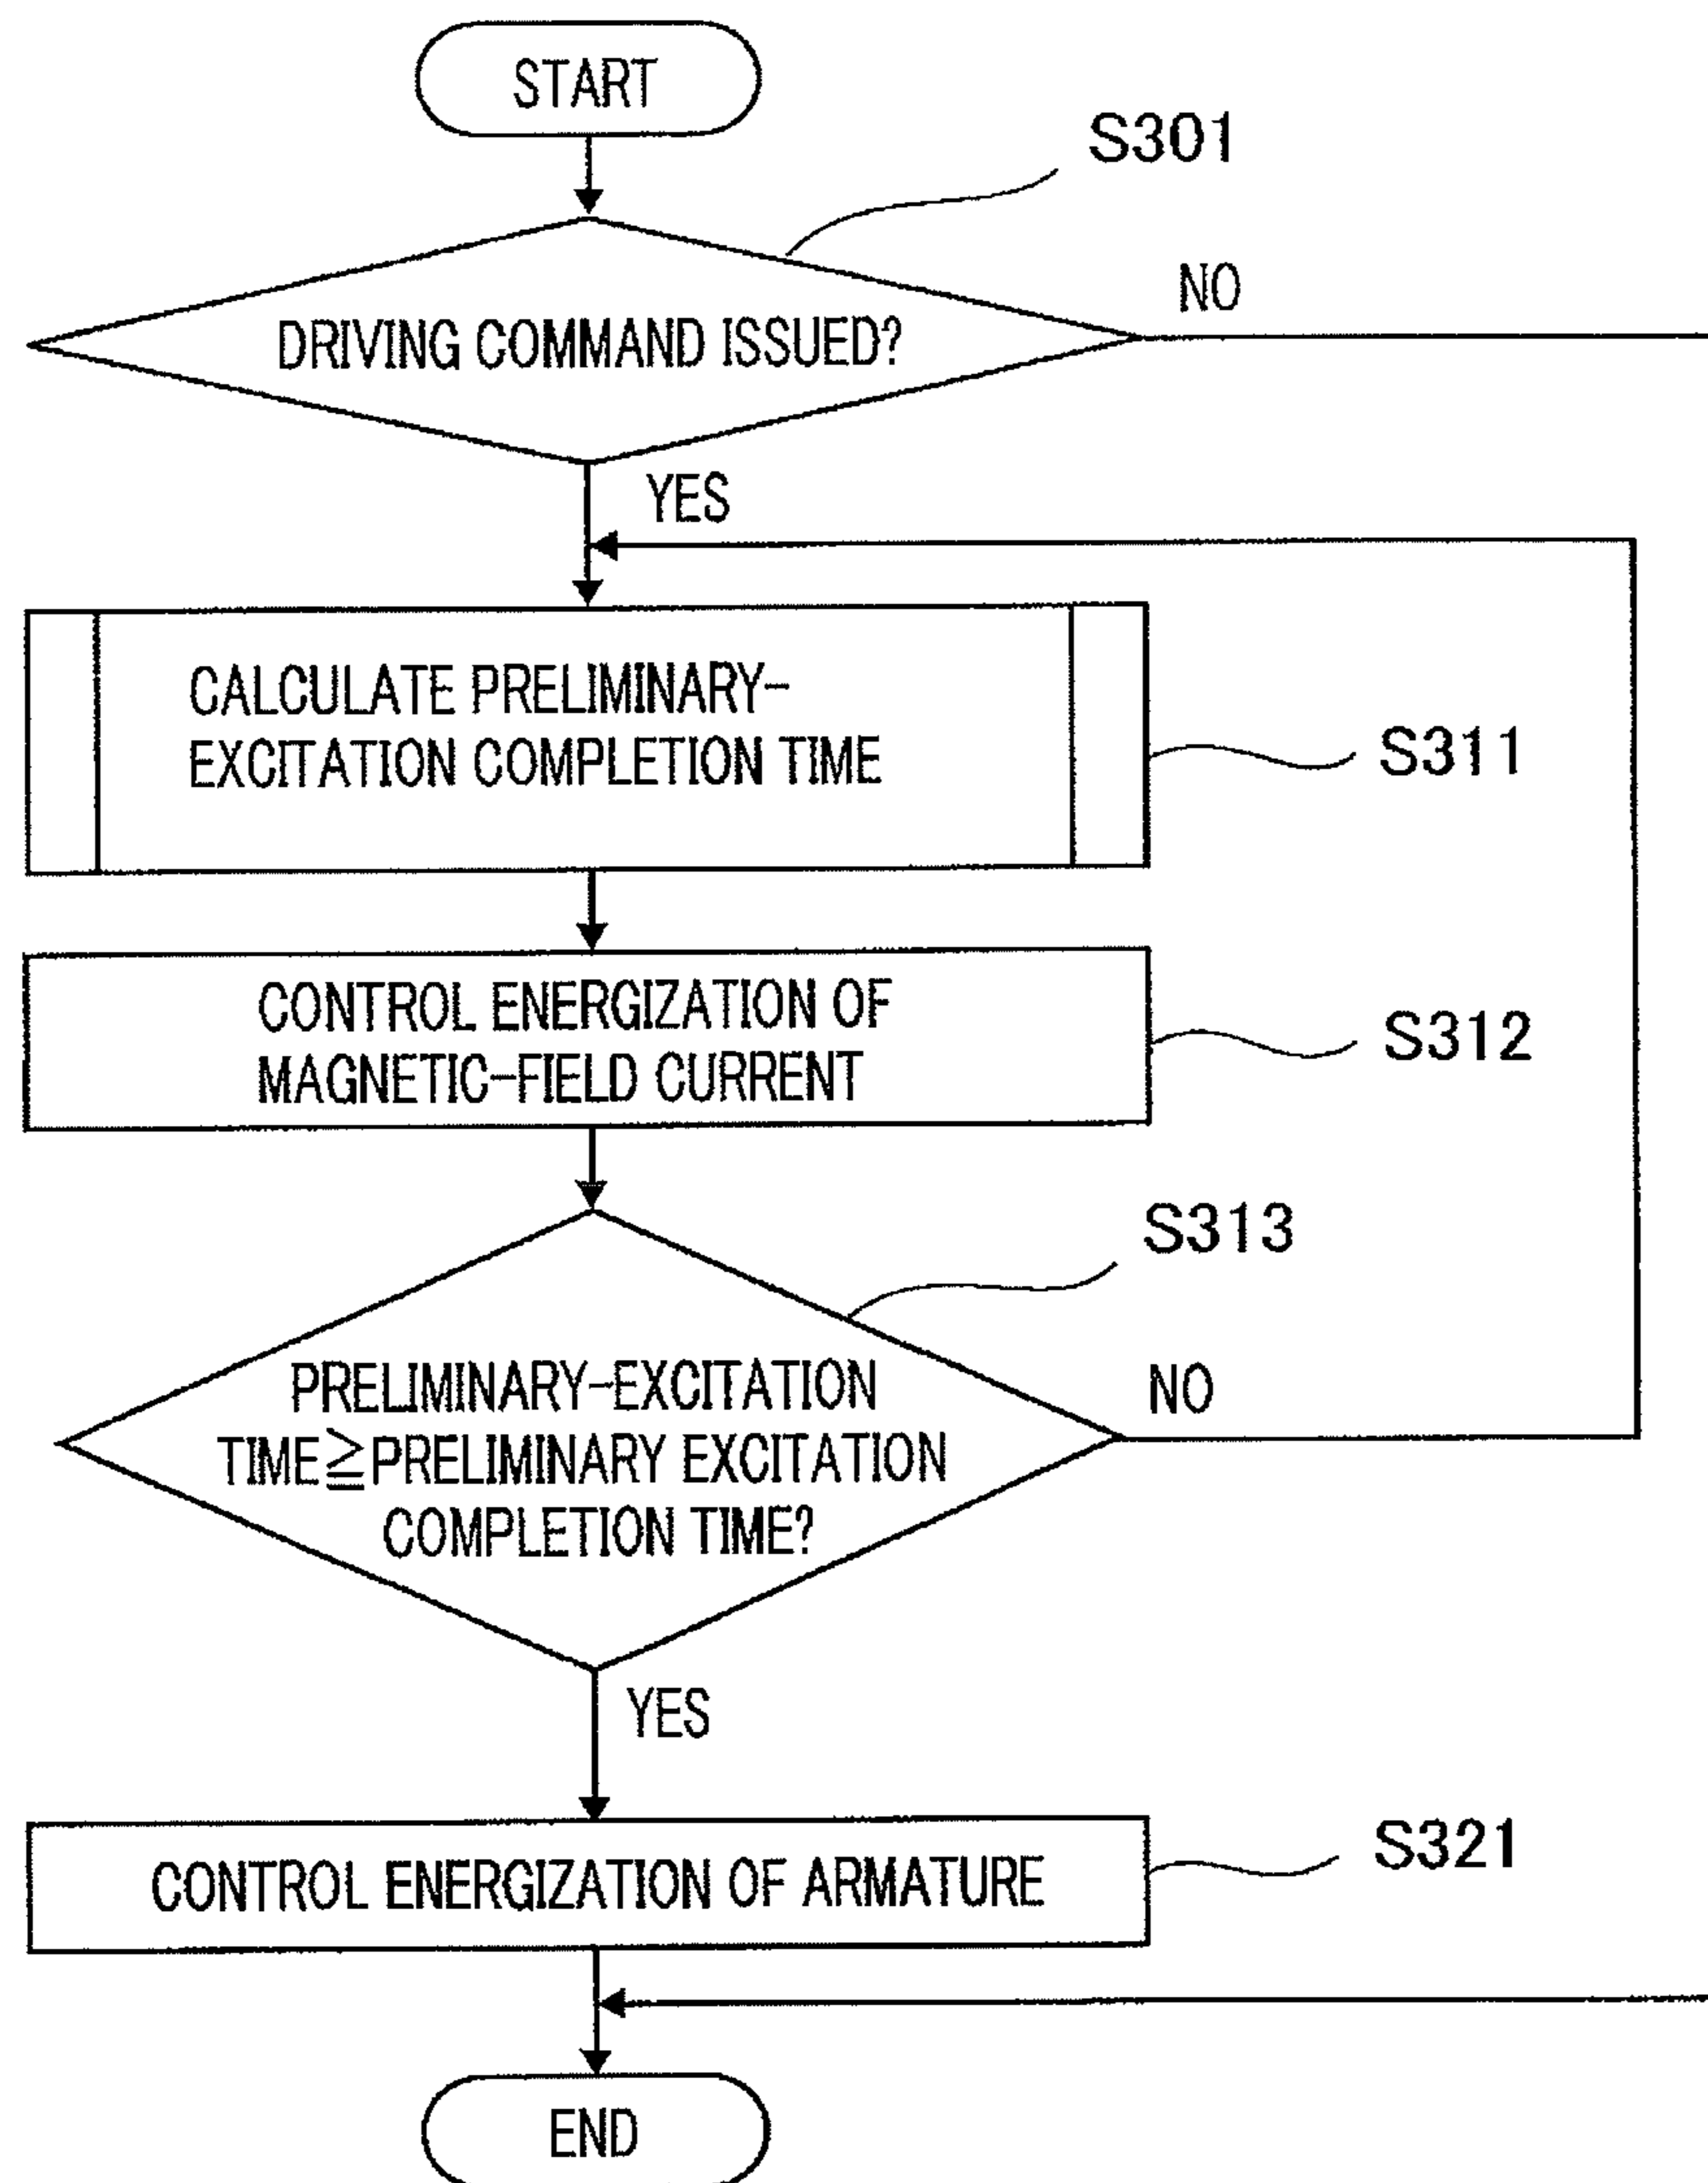 START
S301
NO
DRIVING COMMAND ISSUED?
YES
CALCULATE PRELIMINARY-
EXCITATION COMPLETION TIME
S311
CONTROL ENERGIZATION OF
MAGNETIC-FIELD CURRENT
S312
S313
PRELIMINARY-EXCITATION
TIME≧PRELIMINARY EXCITATION
COMPLETION TIME?
NO
YES
CONTROL ENERGIZATION OF ARMATURE
S321
END